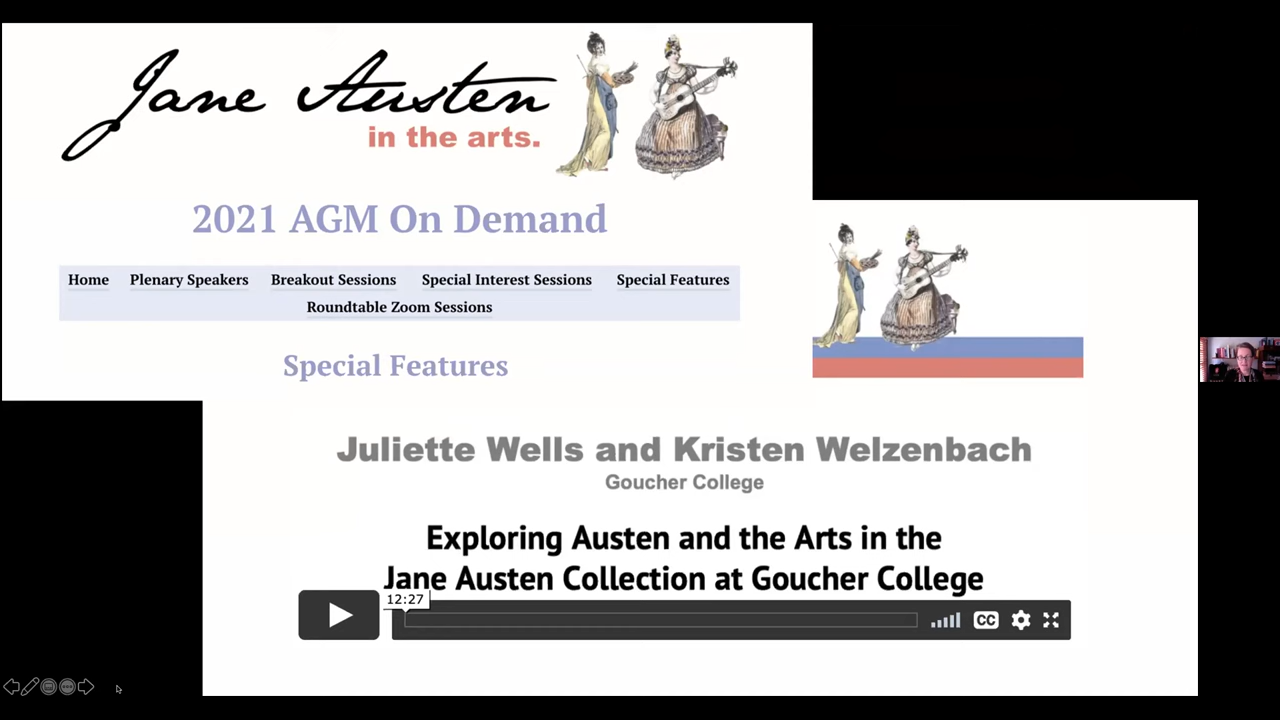 Jane Austen
in the arts.
2021 AGM On Demand
Home Plenary Speakers Breakout Sessions Special Interest Sessions Special Features
Roundtable Zoom Sessions
Special Features
Juliette Wells and Kristen Welzenbach
Goucher College
Exploring Austen and the Arts in the
Jane Austen Collection at Goucher College
12:27
CC